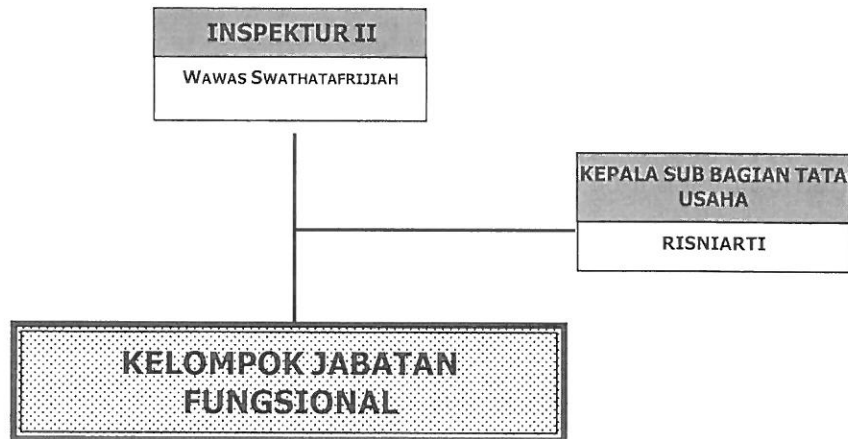 INSPEKTUR II
WAWAS SWATHATAFRIJIAH
KEPALA SUB BAGIAN TATA
USAHA
RISNIARTI
KELOMPOK JABATAN
FUNGSIONAL